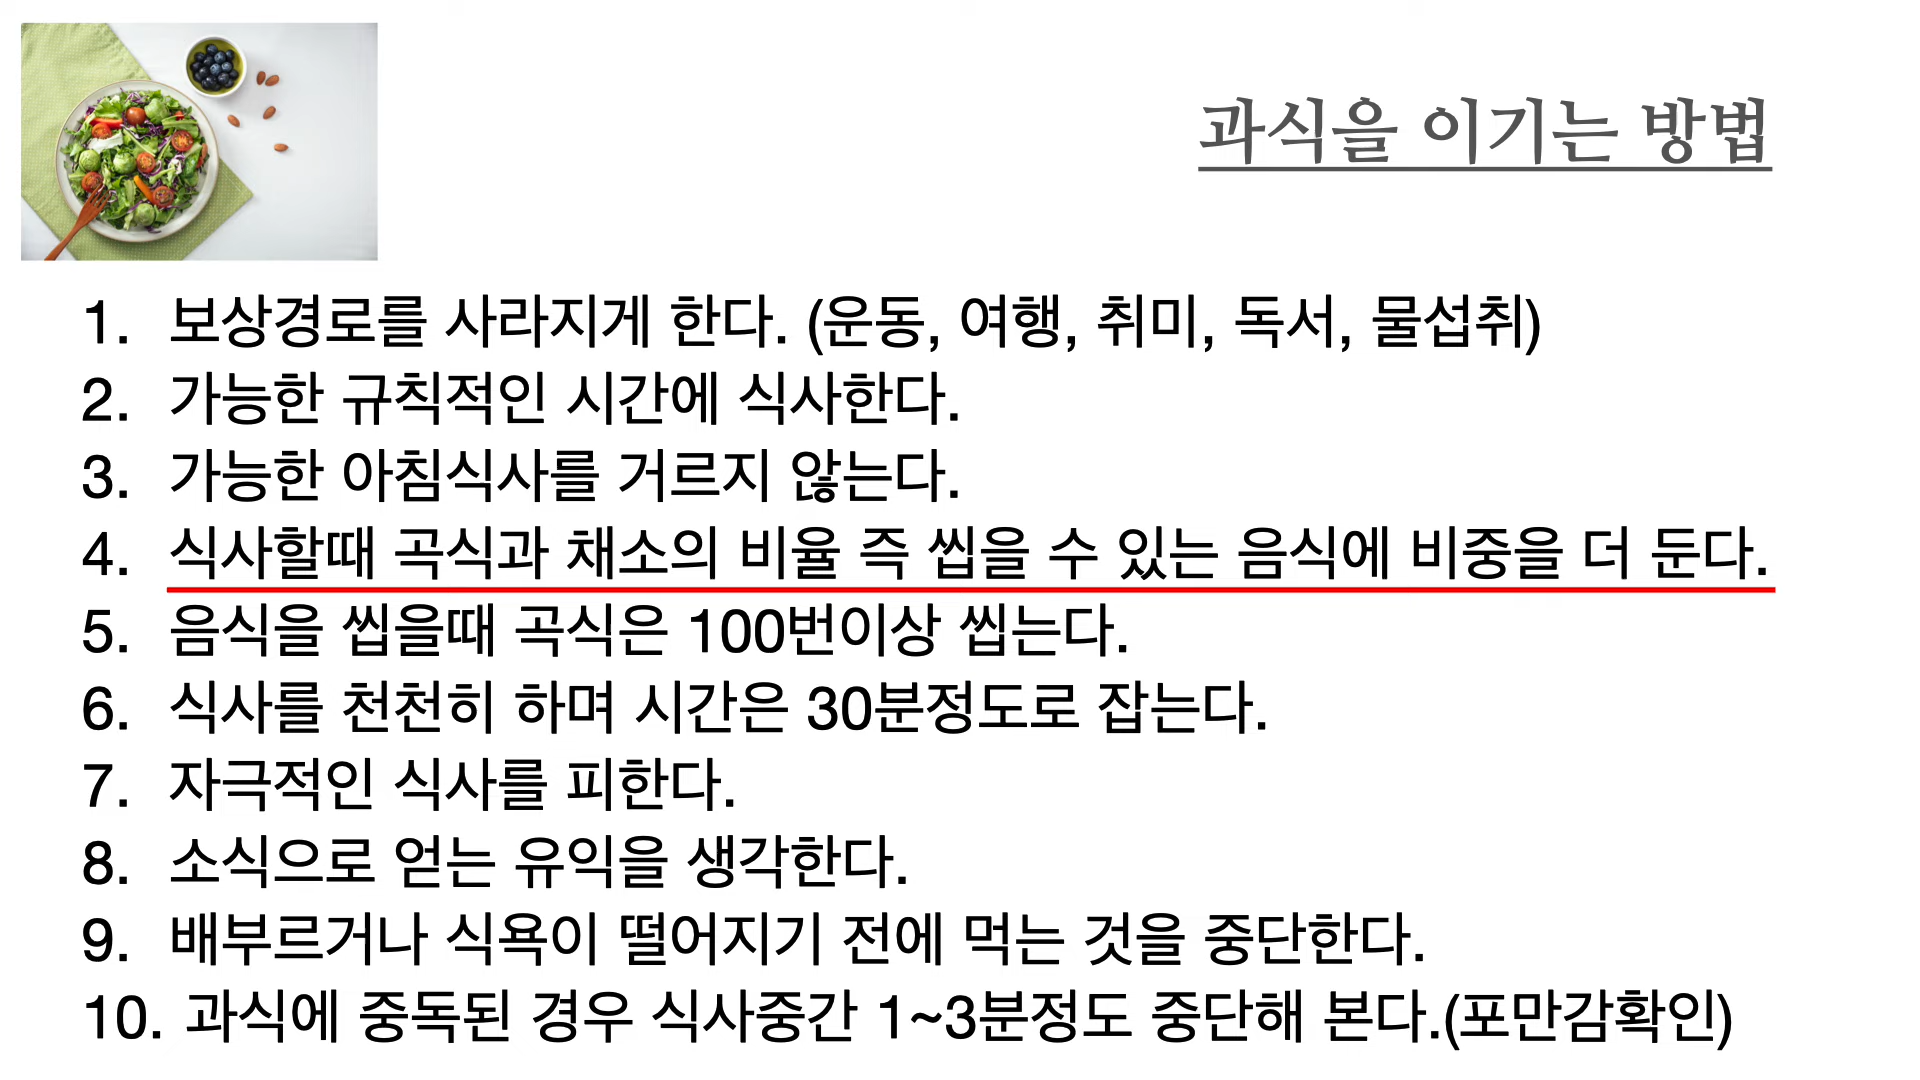 과식을 이기는 방법
1. 보상경로를 사라지게 한다. (운동, 여행, 취미, 독서, 물섭취)
2. 가능한 규칙적인 시간에 식사한다.
3. 가능한 아침식사를 거르지 않는다.
4. 식사할때 곡식과 채소의 비율 즉 씹을 수 있는 음식에 비중을 더 둔다.
5. 음식을 씹을때 곡식은 100번이상 씹는다.
6. 식사를 천천히 하며 시간은 30분정도로 잡는다.
7. 자극적인 식사를 피한다.
8. 소식으로 얻는 유익을 생각한다.
9. 배부르거나 식욕이 떨어지기 전에 먹는 것을 중단한다.
10. 과식에 중독된 경우 식사중간 1~3분정도 중단해 본다.(포만감확인)